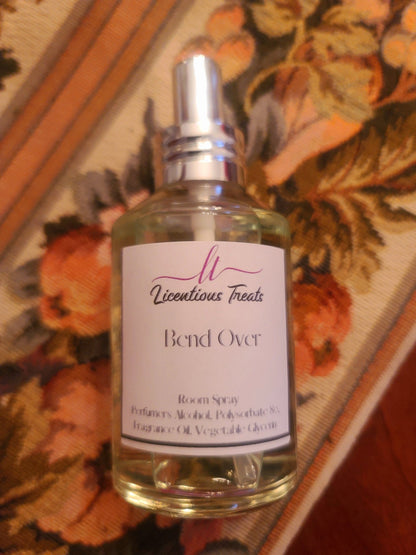 lt
Licentious Treats
Bend Over
Room Spray
Perfumers Alcohol, Polysorbate 80,
Fragrance Oil, Vegetable Glycerin